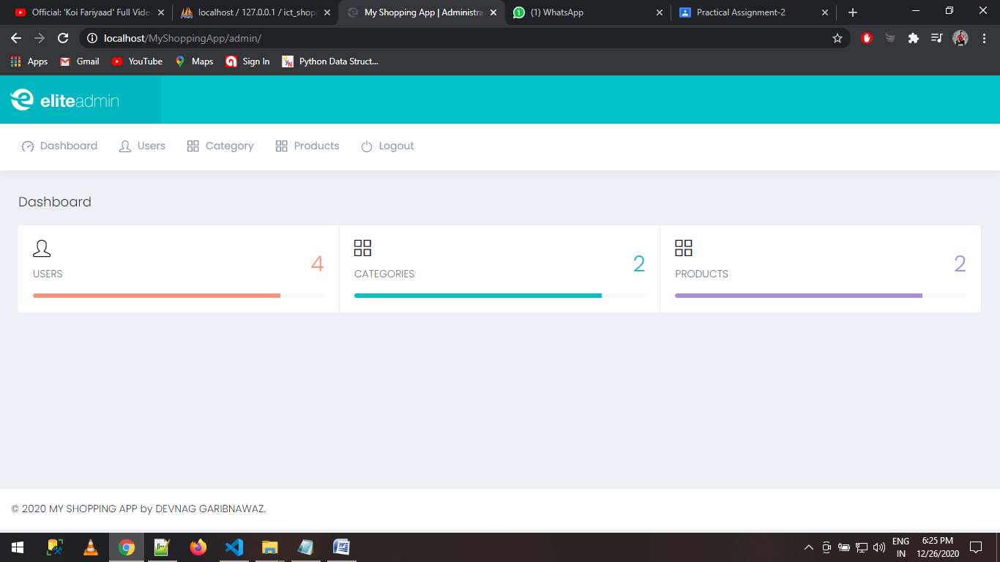 Official: 'Koi Fariyaad' Full Vide
localhost / 127.0.0.1 / ict_shop
My Shopping App | Administra
(1) WhatsApp
Practical Assignment-2
localhost/MyShoppingApp/admin/
Apps
Gmail
YouTube
Maps
Sign In
Python Data Struct...
eliteadmin
Dashboard
Users
Category
Products
Logout
Dashboard
USERS
4
CATEGORIES
2
PRODUCTS
2
© 2020 MY SHOPPING APP by DEVNAG GARIBNAWAZ.
ENG
IN
6:25 PM
12/26/2020